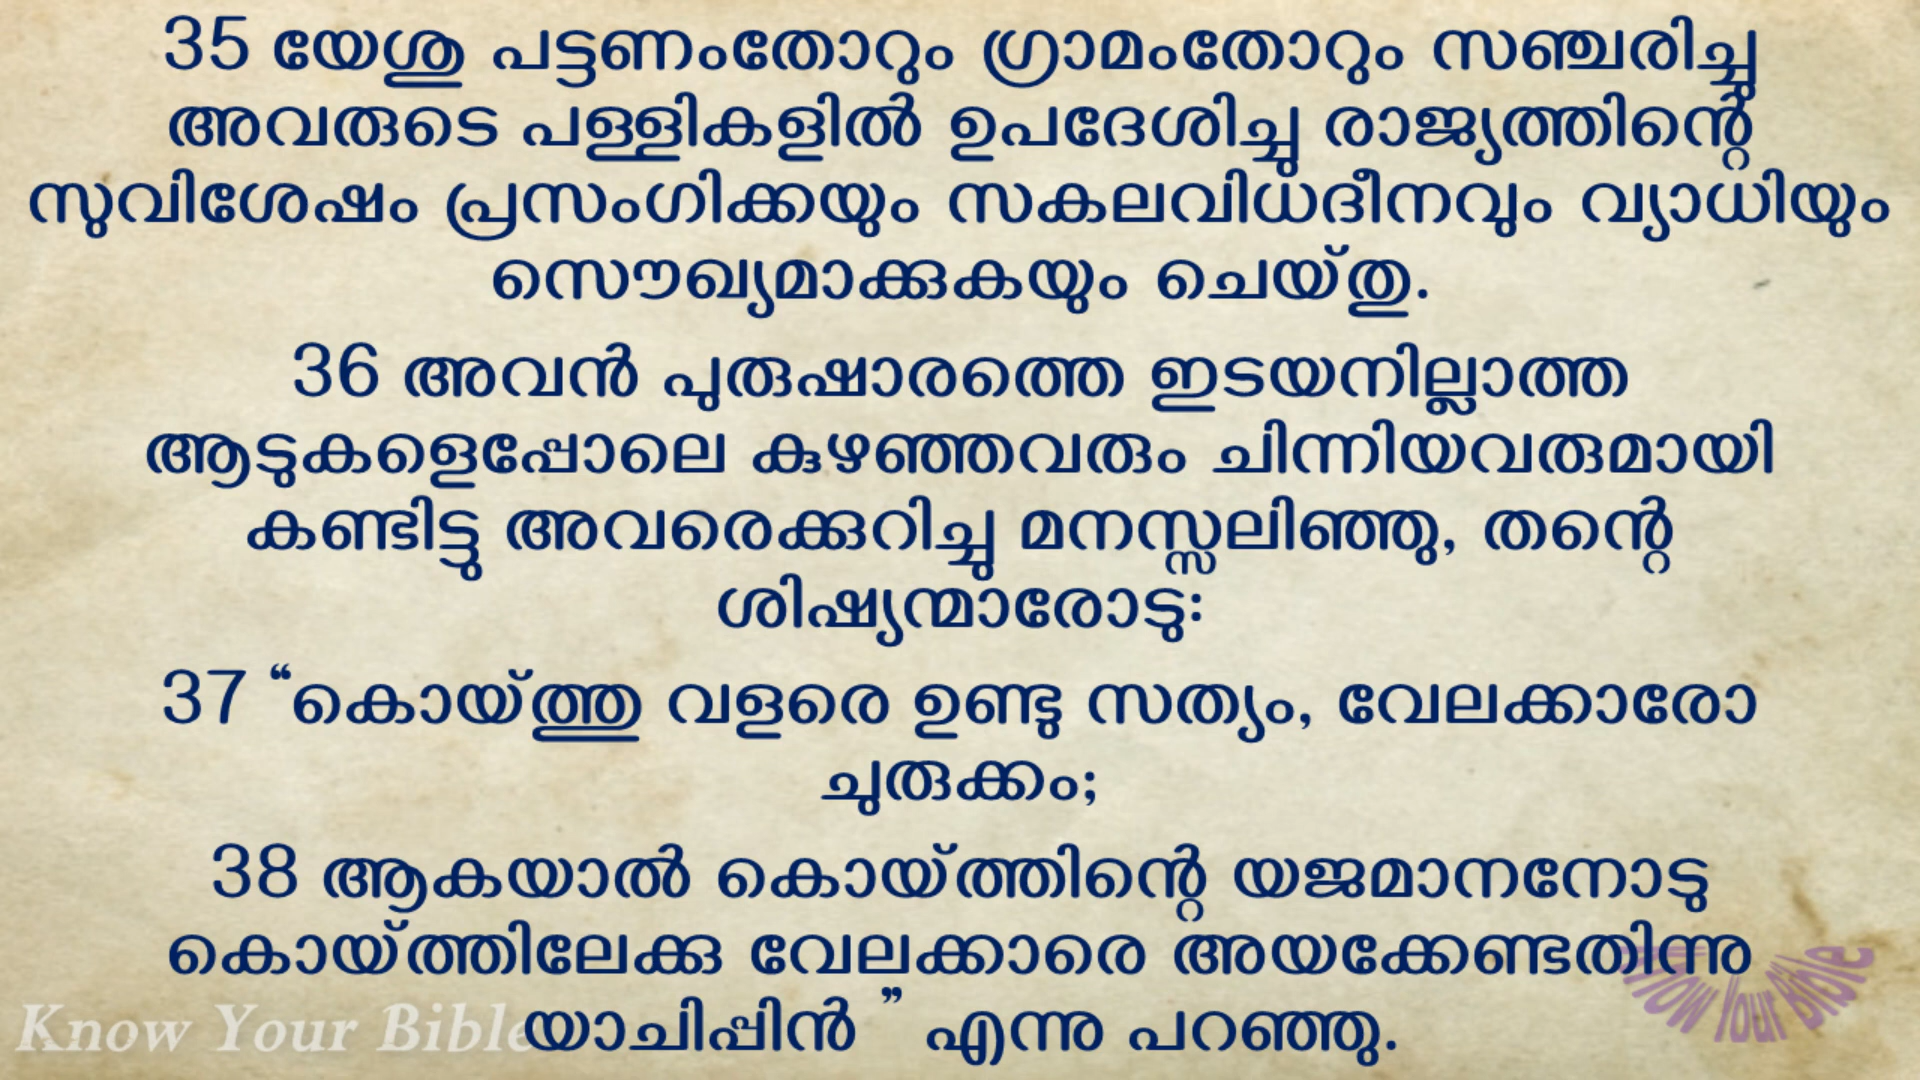 35 യേശു പട്ടണംതോറും ഗ്രാമംതോറും സഞ്ചരിച്ചു
അവരുടെ പള്ളികളിൽ ഉപദേശിച്ചു രാജ്യത്തിന്റെ
സുവിശേഷം പ്രസംഗിക്കയും സകലവിധദീനവും വ്യാധിയും
സൌഖ്യമാക്കുകയും ചെയ്തു.
36 അവൻ പുരുഷാരത്തെ ഇടയനില്ലാത്ത
ആടുകളെപ്പോലെ കുഴഞ്ഞവരും ചിന്നിയവരുമായി
കണ്ടിട്ടു അവരെക്കുറിച്ചു മനസ്സലിഞ്ഞു, തന്റെ
ശിഷ്യന്മാരോടു:
37 “കൊയ്ത്തു വളരെ ഉണ്ടു സത്യം, വേലക്കാരോ
ചുരുക്കം;
38 ആകയാൽ കൊയ്ത്തിന്റെ യജമാനനോടു
കൊയ്ത്തിലേക്കു വേലക്കാരെ അയക്കേണ്ടതിന്നു
യാചിപ്പിൻ ” എന്നു പറഞ്ഞു.
Know Your Bible
Know Your Bible